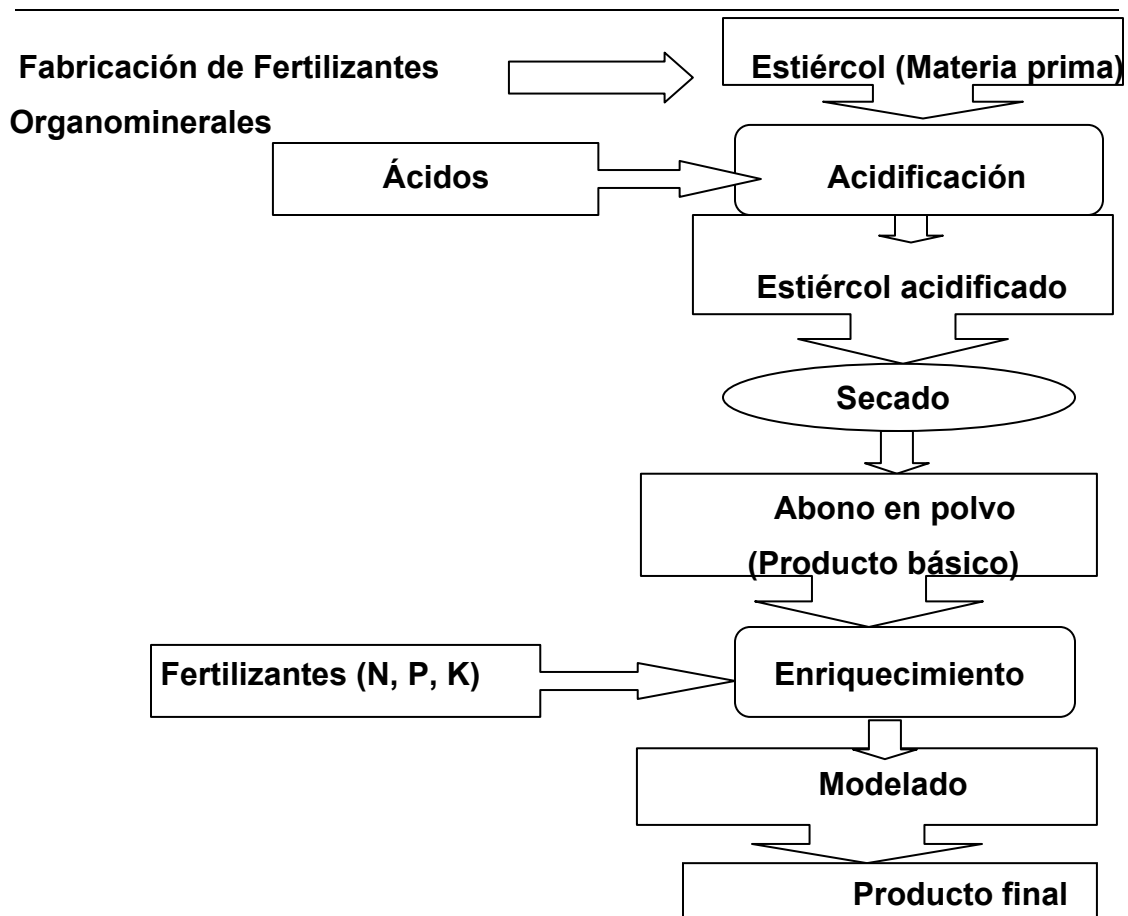 Fabricación de Fertilizantes
Organominerales
Estiércol (Materia prima)
Ácidos
Acidificación
Estiércol acidificado
Secado
Abono en polvo
(Producto básico)
Fertilizantes (N, P, K)
Enriquecimiento
Modelado
Producto final